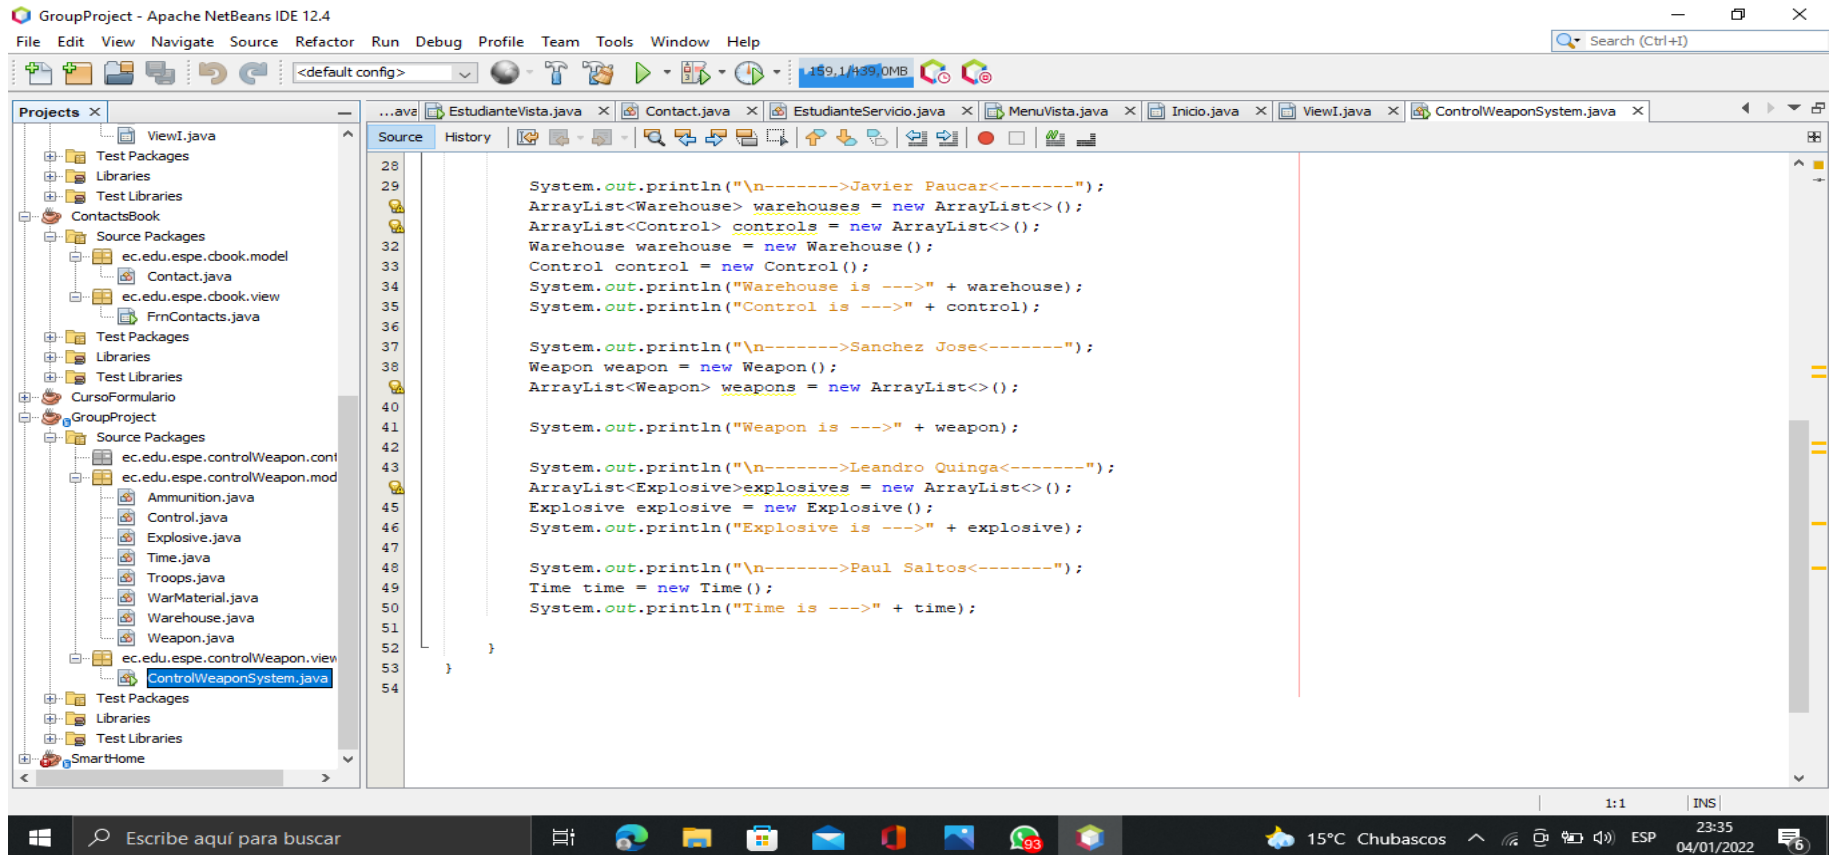 GroupProject - Apache NetBeans IDE 12.4
File Edit View Navigate Source Refactor Run Debug Profile Team Tools Window Help
Search (Ctrl+I)
<default config>
159,1/439,0MB
Projects
...ava EstudianteVista.java Contact.java EstudianteServicio.java MenuVista.java Inicio.java ViewI.java ControlWeaponSystem.java
Source History
ViewI.java
Test Packages
Libraries
Test Libraries
ContactsBook
Source Packages
ec.edu.espe.cbook.model
Contact.java
ec.edu.espe.cbook.view
FrnContacts.java
Test Packages
Libraries
Test Libraries
CursoFormulario
GroupProject
Source Packages
ec.edu.espe.controlWeapon.cont
ec.edu.espe.controlWeapon.mod
Ammunition.java
Control.java
Explosive.java
Time.java
Troops.java
WarMaterial.java
Warehouse.java
Weapon.java
ec.edu.espe.controlWeapon.view
ControlWeaponSystem.java
Test Packages
Libraries
Test Libraries
SmartHome
28
29 System.out.println("\n------->Javier Paucar<-------");
ArrayList<Warehouse> warehouses = new ArrayList<>();
ArrayList<Control> controls = new ArrayList<>();
32 Warehouse warehouse = new Warehouse();
33 Control control = new Control();
34 System.out.println("Warehouse is --->" + warehouse);
35 System.out.println("Control is --->" + control);
36
37 System.out.println("\n------->Sanchez Jose<-------");
38 Weapon weapon = new Weapon();
ArrayList<Weapon> weapons = new ArrayList<>();
40
41 System.out.println("Weapon is --->" + weapon);
42
43 System.out.println("\n------->Leandro Quinga<-------");
ArrayList<Explosive>explosives = new ArrayList<>();
45 Explosive explosive = new Explosive();
46 System.out.println("Explosive is --->" + explosive);
47
48 System.out.println("\n------->Paul Saltos<-------");
49 Time time = new Time();
50 System.out.println("Time is --->" + time);
51
52 }
53 }
54
1:1 INS
Escribe aquí para buscar
93
15°C Chubascos
ESP
23:35
04/01/2022
6